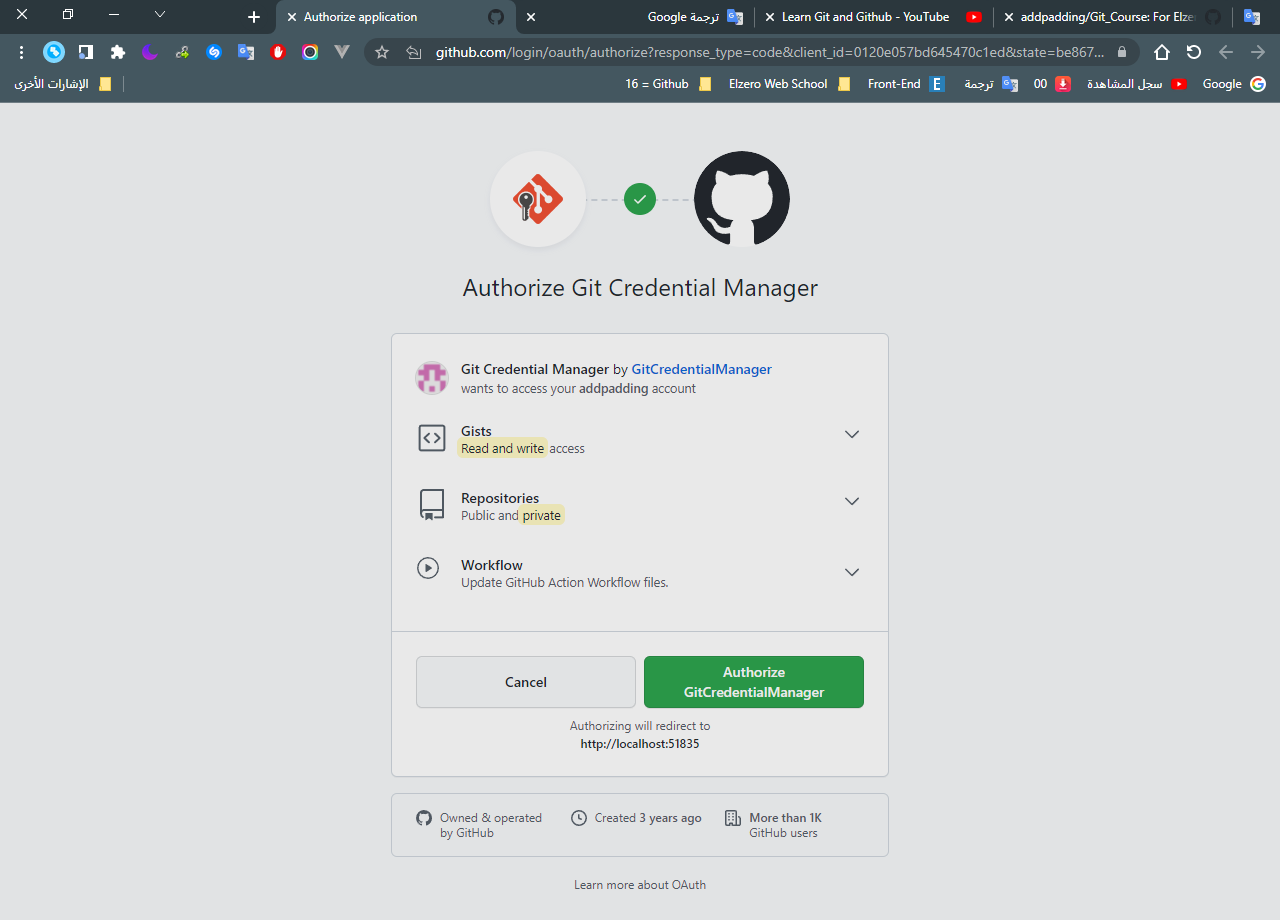 Authorize application
ترجمة Google
Learn Git and Github - YouTube
addpadding/Git_Course: For Elze
github.com/login/oauth/authorize?response_type=code&client_id=0120e057bd645470c1ed&state=be867...
الإشارات الأخرى
16 = Github
Elzero Web School
Front-End
ترجمة
00
سجل المشاهدة
Google
Authorize Git Credential Manager
Git Credential Manager by GitCredentialManager
wants to access your addpadding account
Gists
Read and write access
Repositories
Public and private
Workflow
Update GitHub Action Workflow files.
Cancel
Authorize
GitCredentialManager
Authorizing will redirect to
http://localhost:51835
Owned & operated
by GitHub
Created 3 years ago
More than 1K
GitHub users
Learn more about OAuth